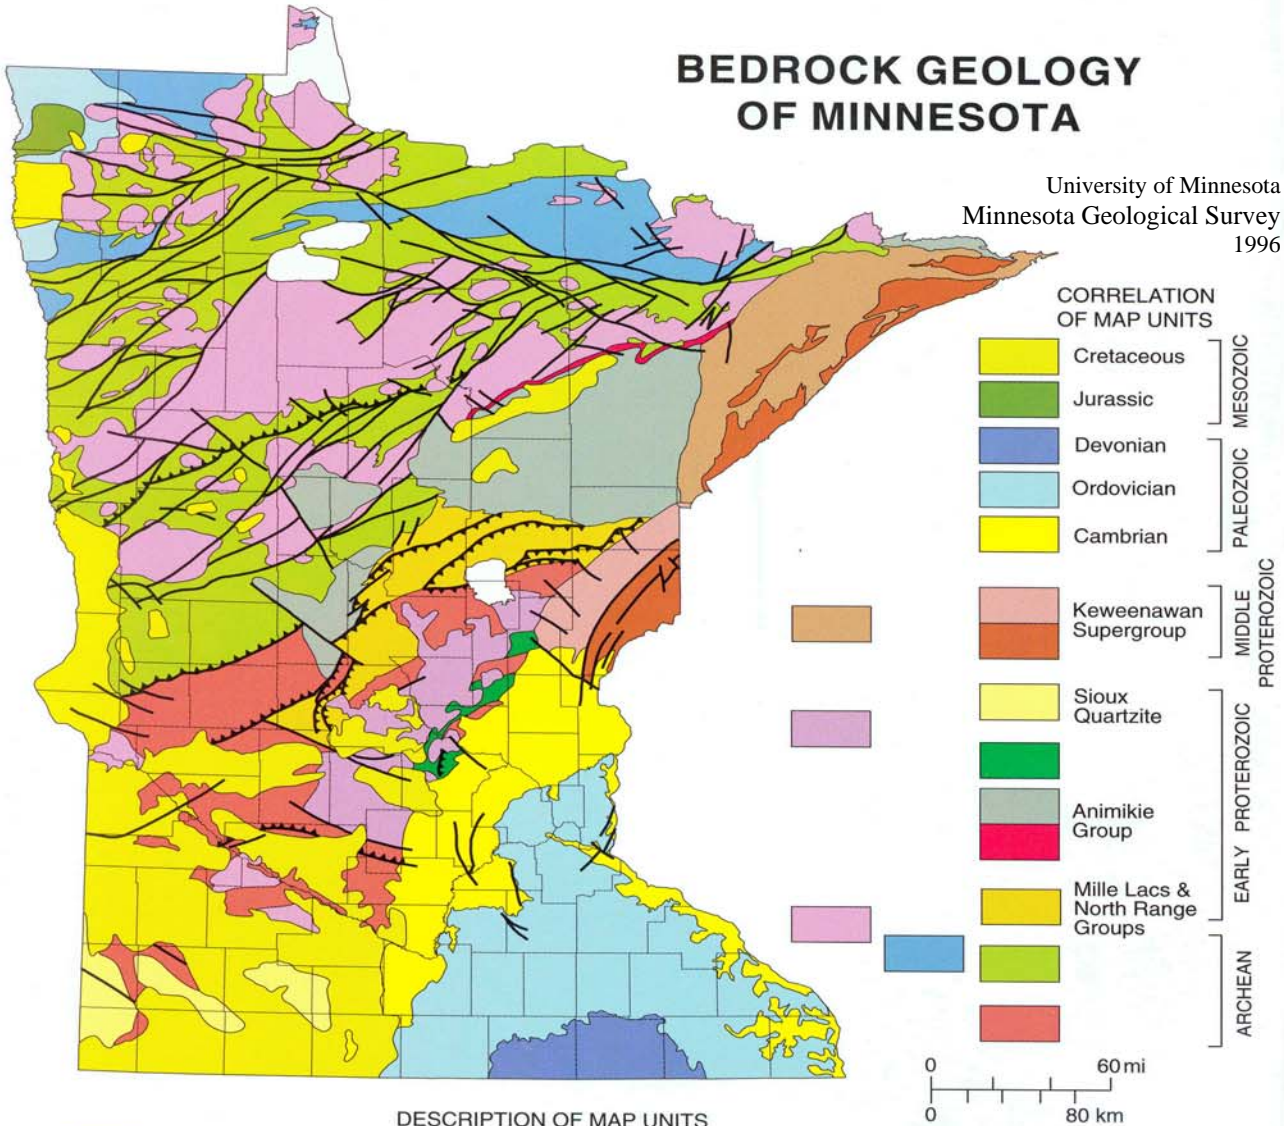 BEDROCK GEOLOGY
OF MINNESOTA
University of Minnesota
Minnesota Geological Survey
1996
CORRELATION
OF MAP UNITS
Cretaceous
Jurassic
MESOZOIC
Devonian
Ordovician
Cambrian
PALEOZOIC
Keweenawan
Supergroup
MIDDLE
PROTEROZOIC
Sioux
Quartzite
Animikie
Group
Mille Lacs &
North Range
Groups
EARLY PROTEROZOIC
ARCHEAN
0 60 mi
0 80 km
DESCRIPTION OF MAP UNITS